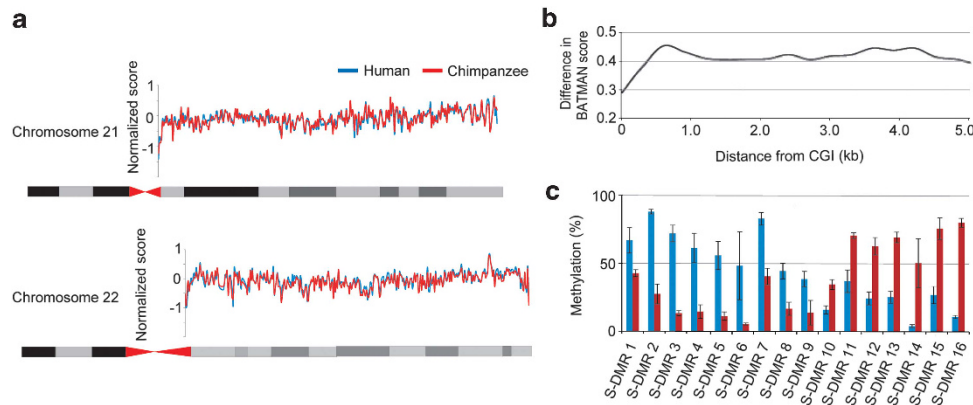 a
Human
Chimpanzee
Chromosome 21
Normalized score
1
0
-1
Chromosome 22
Normalized score
1
0
-1
b
Difference in
BATMAN score
0.5
0.4
0.3
0.2
0
1.0
2.0
3.0
4.0
5.0
Distance from CGI (kb)
c
Methylation (%)
100
50
0
S-DMR 1
S-DMR 2
S-DMR 3
S-DMR 4
S-DMR 5
S-DMR 6
S-DMR 7
S-DMR 8
S-DMR 9
S-DMR 10
S-DMR 11
S-DMR 12
S-DMR 13
S-DMR 14
S-DMR 15
S-DMR 16